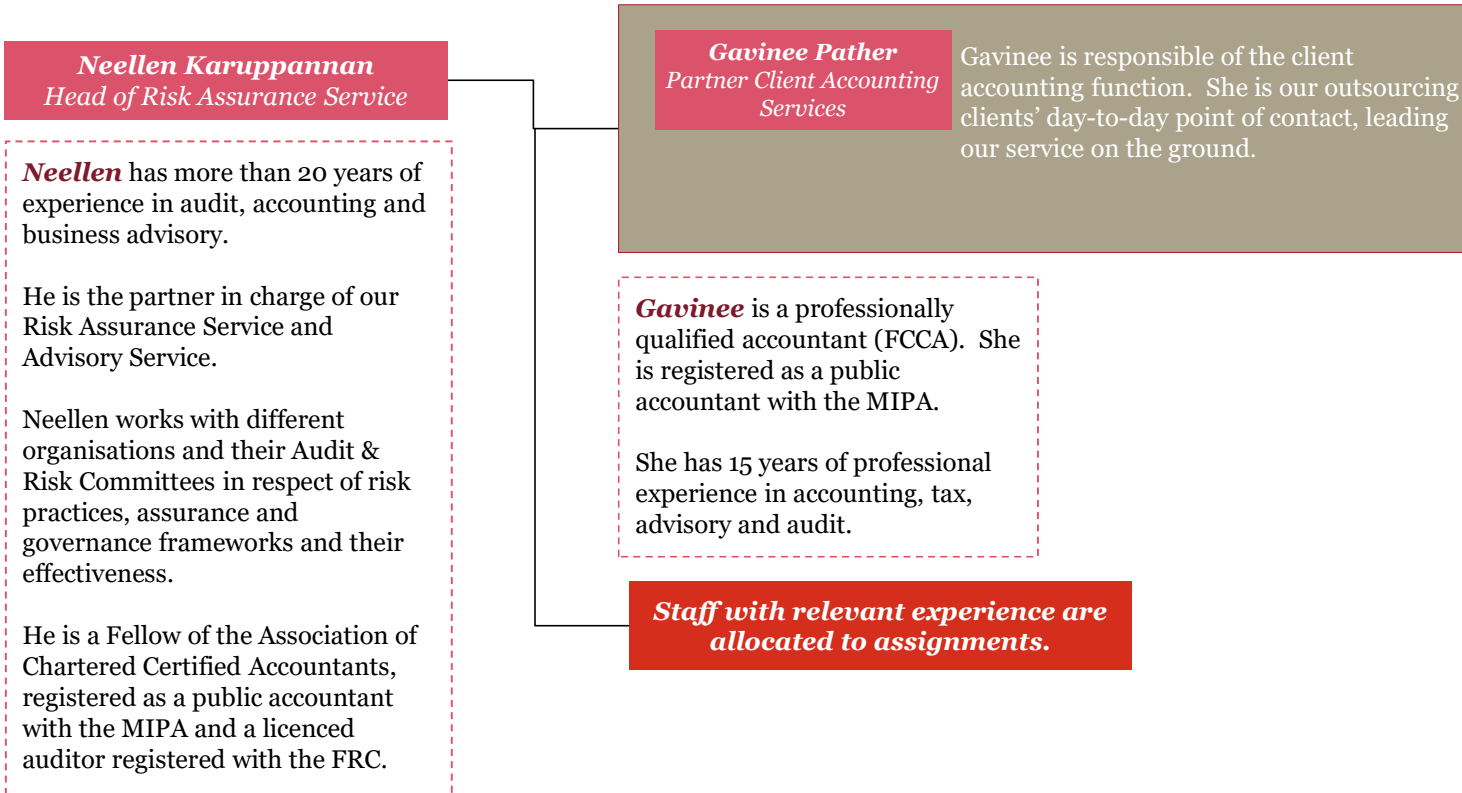 Neellen Karuppannan
Head of Risk Assurance Service
Neellen has more than 20 years of
experience in audit, accounting and
business advisory.
He is the partner in charge of our
Risk Assurance Service and
Advisory Service.
Neellen works with different
organisations and their Audit &
Risk Committees in respect of risk
practices, assurance and
governance frameworks and their
effectiveness.
He is a Fellow of the Association of
Chartered Certified Accountants,
registered as a public accountant
with the MIPA and a licenced
auditor registered with the FRC.
Gavinee Pather
Partner Client Accounting
Services
Gavinee is responsible of the client
accounting function.  She is our outsourcing
clients' day-to-day point of contact, leading
our service on the ground.
Gavinee is a professionally
qualified accountant (FCCA).  She
is registered as a public
accountant with the MIPA.
She has 15 years of professional
experience in accounting, tax,
advisory and audit.
Staff with relevant experience are
allocated to assignments.